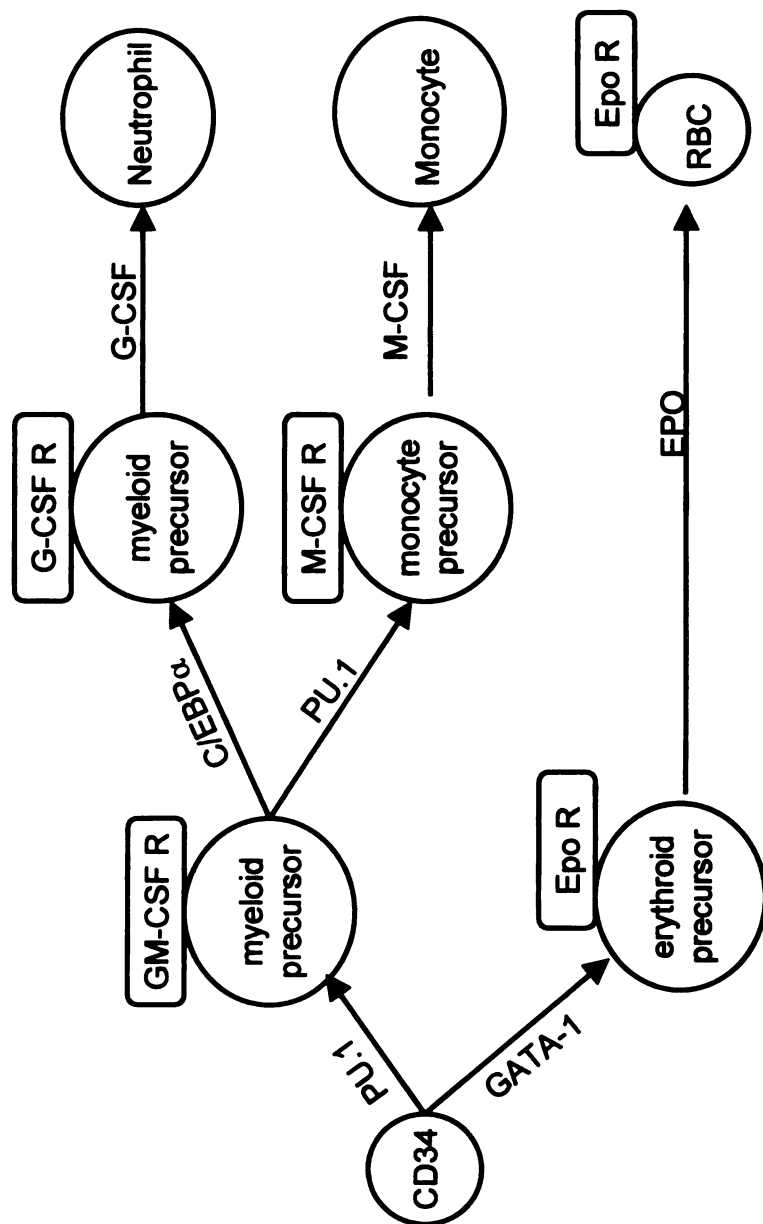 CD34
PU.1
GATA-1
GM-CSF R
myeloid
precursor
Epo R
erythroid
precursor
C/EBPα
PU.1
G-CSF R
myeloid
precursor
M-CSF R
monocyte
precursor
G-CSF
M-CSF
EPO
Neutrophil
Monocyte
Epo R
RBC